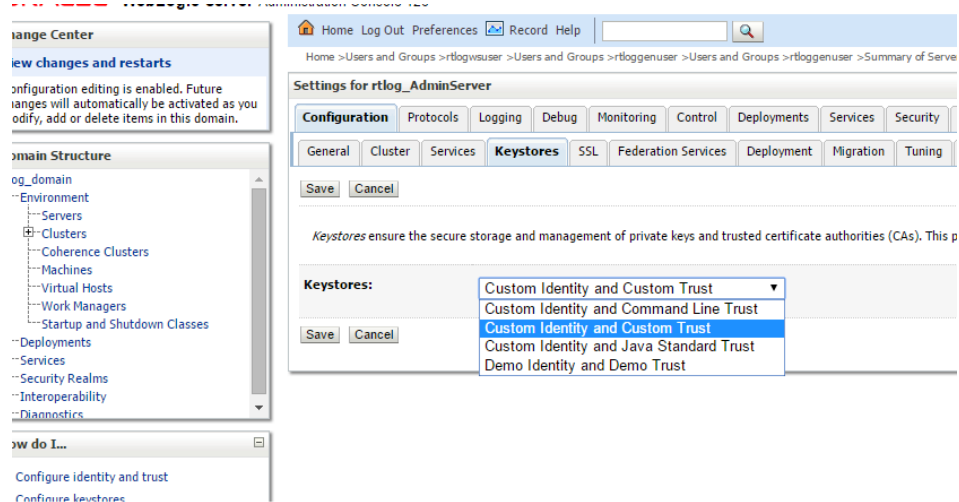 Home Log Out Preferences Record Help
Home >Users and Groups >rtlogwsuser >Users and Groups >rtloggenuser >Users and Groups >rtloggenuser >Summary of Serve
ange Center
iew changes and restarts
onfiguration editing is enabled. Future
hanges will automatically be activated as you
odify, add or delete items in this domain.
omain Structure
og_domain
Environment
Servers
Clusters
Coherence Clusters
Machines
Virtual Hosts
Work Managers
Startup and Shutdown Classes
Deployments
Services
Security Realms
Interoperability
Diagnostics
ow do I...
Configure identity and trust
Configure keystores
Settings for rtlog_AdminServer
Configuration Protocols Logging Debug Monitoring Control Deployments Services Security
General Cluster Services Keystores SSL Federation Services Deployment Migration Tuning
Save Cancel
Keystores ensure the secure storage and management of private keys and trusted certificate authorities (CAs). This p
Keystores: Custom Identity and Custom Trust
Custom Identity and Command Line Trust
Custom Identity and Custom Trust
Custom Identity and Java Standard Trust
Demo Identity and Demo Trust
Save Cancel